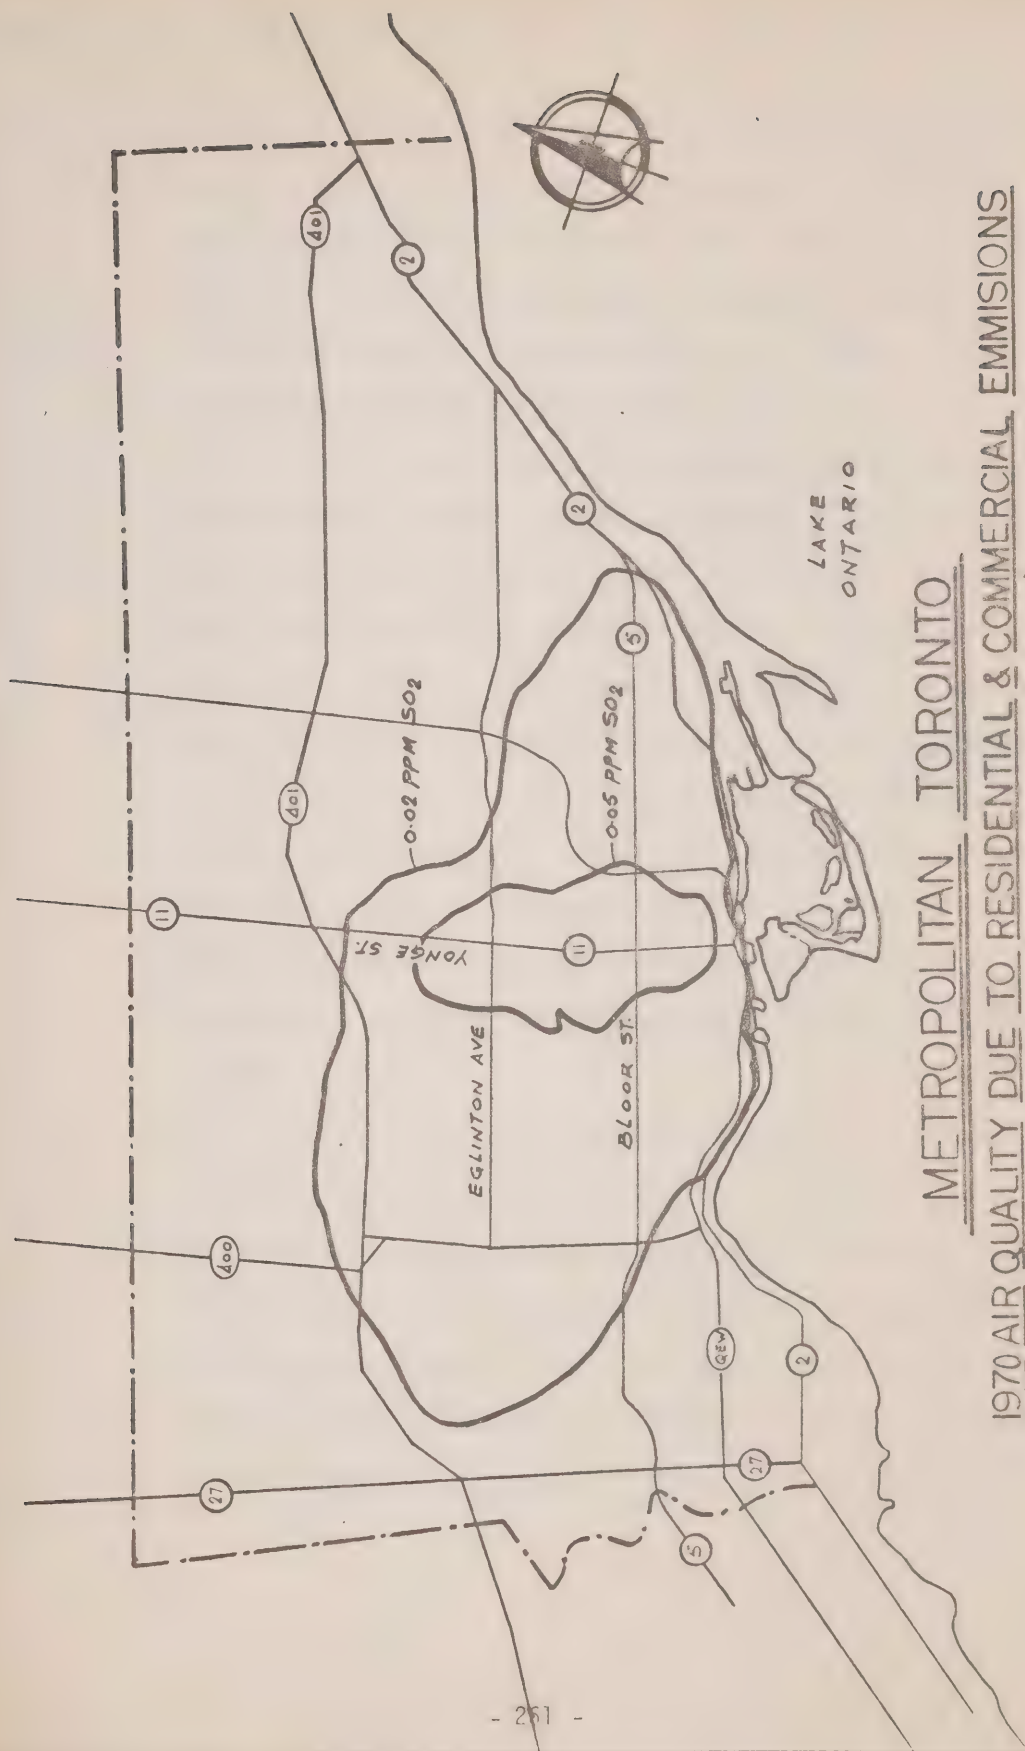 401
2
401
0.02 PPM SO2
11
YONGE ST.
400
27
EGLINTON AVE
2
5
0.05 PPM SO2
11
BLOOR ST.
QEW
2
27
5
LAKE
ONTARIO
METROPOLITAN TORONTO
1970 AIR QUALITY DUE TO RESIDENTIAL & COMMERCIAL EMMISIONS